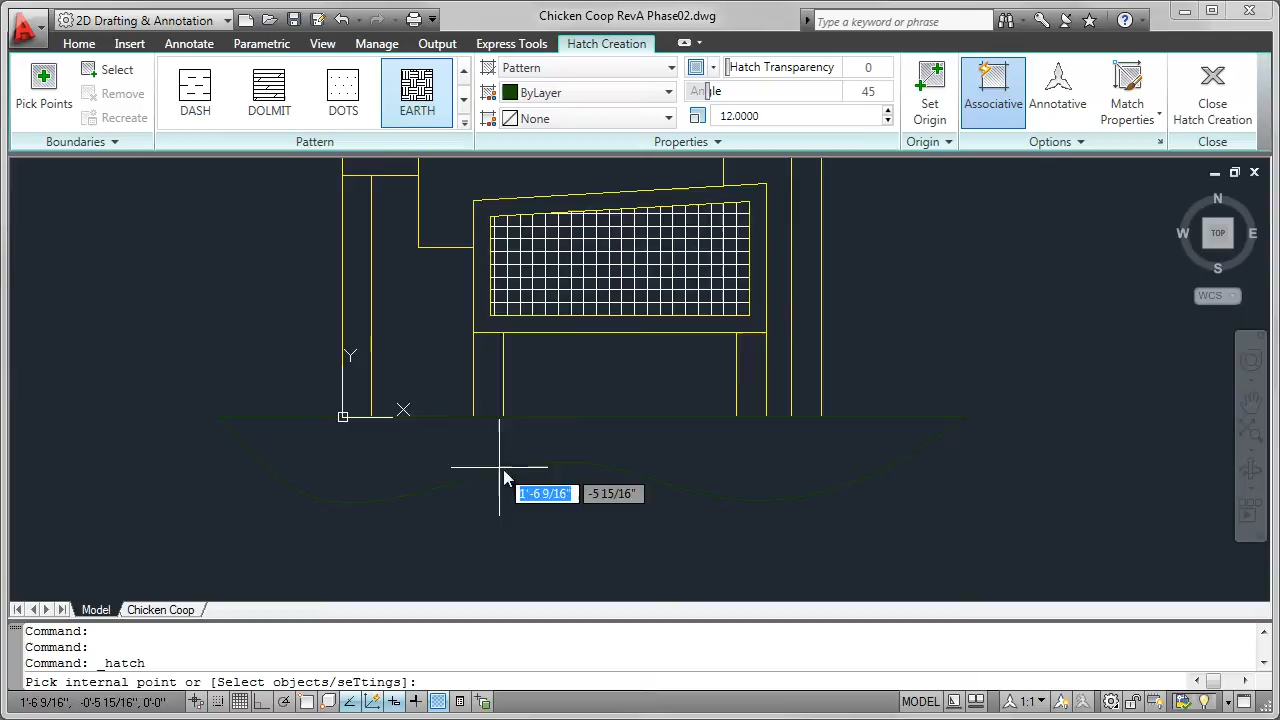 2D Drafting & Annotation
Chicken Coop RevA Phase02.dwg
Type a keyword or phrase
Home Insert Annotate Parametric View Manage Output Express Tools Hatch Creation
Pick Points
Select
Remove
Recreate
Boundaries
DASH
DOLMIT
DOTS
EARTH
Pattern
Pattern
ByLayer
None
Hatch Transparency 0
Angle 45
12.0000
Properties
Set
Origin
Origin
Associative
Annotative
Match
Properties
Options
Close
Hatch Creation
Close
N
W TOP E
S
WCS
Y
X
1'-6 9/16" -5 15/16"
Model Chicken Coop
Command:
Command:
Command: _hatch
Pick internal point or [Select objects/seTtings]:
1'-6 9/16", -0'-5 15/16", 0'-0"
MODEL
1:1